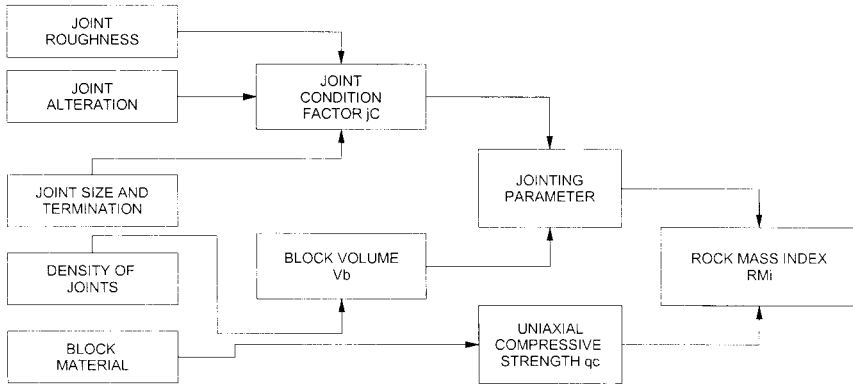 JOINT
ROUGHNESS
JOINT
ALTERATION
JOINT
CONDITION
FACTOR jC
JOINT SIZE AND
TERMINATION
JOINTING
PARAMETER
DENSITY OF
JOINTS
BLOCK VOLUME
Vb
ROCK MASS INDEX
RMi
BLOCK
MATERIAL
UNIAXIAL
COMPRESSIVE
STRENGTH qc